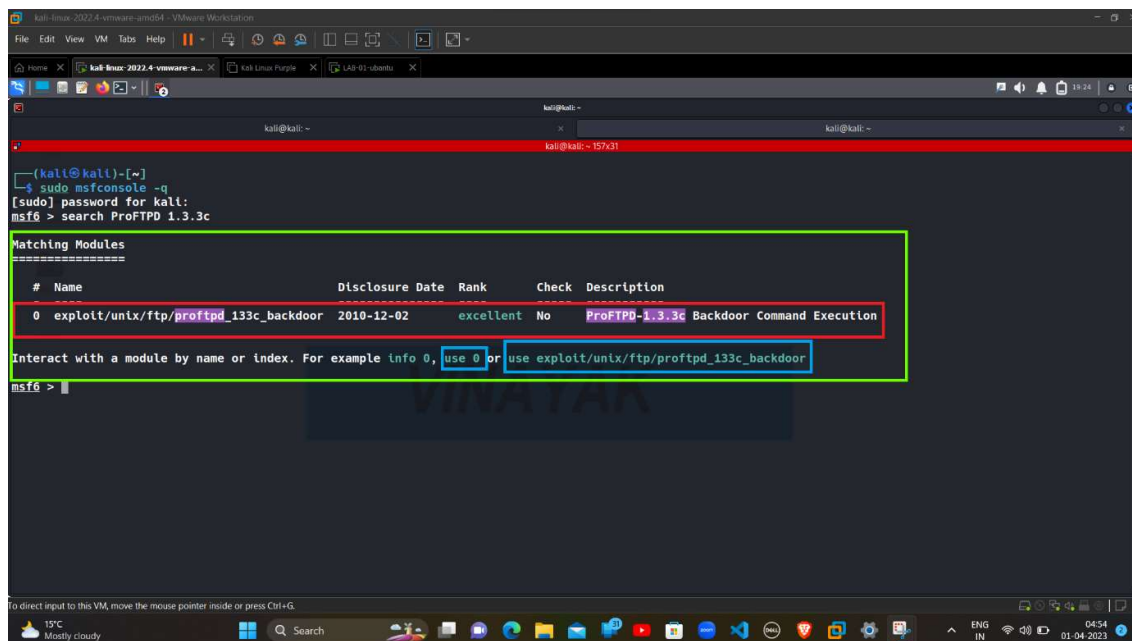 kali-linux-2022.4-vmware-amd64 - VMware Workstation
File Edit View VM Tabs Help
Home kali-linux-2022.4-vmware-a... Kali Linux Purple LAB-01-ubantu
19:24
kali@kali: ~
kali@kali: ~ kali@kali: ~
kali@kali: ~ 157x31
┌──(kali㉿kali)-[~]
└─$ sudo msfconsole -q
[sudo] password for kali:
msf6 > search ProFTPD 1.3.3c
Matching Modules
================
# Name Disclosure Date Rank Check Description
- ---- --------------- ---- ----- -----------
0 exploit/unix/ftp/proftpd_133c_backdoor 2010-12-02 excellent No ProFTPD-1.3.3c Backdoor Command Execution
Interact with a module by name or index. For example info 0, use 0 or use exploit/unix/ftp/proftpd_133c_backdoor
msf6 >
VINAYAK
To direct input to this VM, move the mouse pointer inside or press Ctrl+G.
15°C
Mostly cloudy
Search
ENG
IN
04:54
01-04-2023